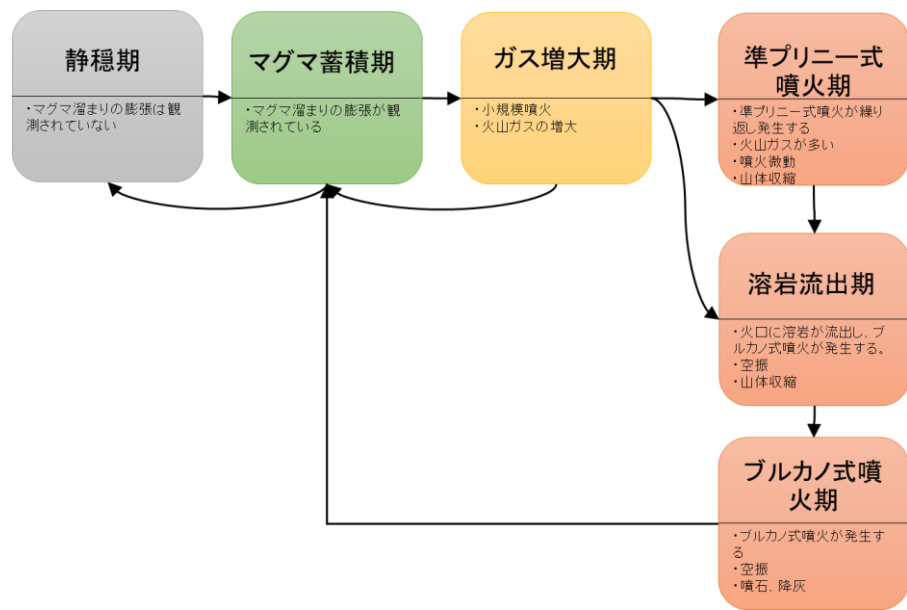 静穏期
・マグマ溜まりの膨張は観
測されていない
マグマ蓄積期
・マグマ溜まりの膨張が観
測されている
ガス増大期
・小規模噴火
・火山ガスの増大
準プリニー式
噴火期
・準プリニー式噴火が繰り
返し発生する
・火山ガスが多い
・噴火微動
・山体収縮
溶岩流出期
・火口に溶岩が流出し、ブ
ルカノ式噴火が発生する。
・空振
・山体収縮
ブルカノ式噴
火期
・ブルカノ式噴火が発生す
る
・空振
・噴石、降灰